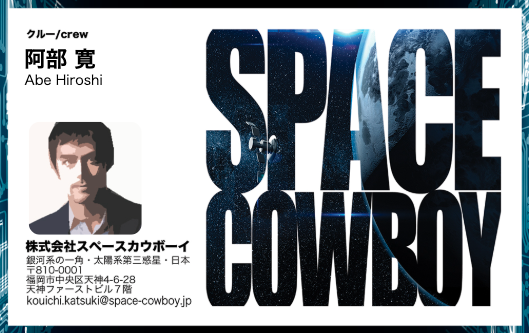 クルー/crew
阿部 寛
Abe Hiroshi
SPACE
COWBOY
株式会社スペースカウボーイ
銀河系の一角・太陽系第三惑星・日本
〒810-0001
福岡市中央区天神4-6-28
天神ファーストビル７階
kouichi.katsuki@space-cowboy.jp